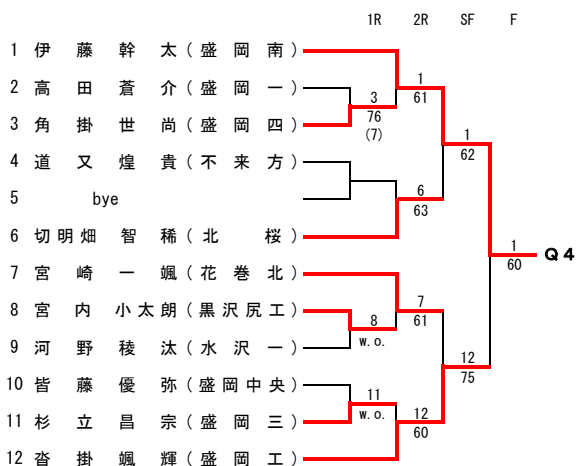 1R 2R SF F
1 伊藤幹太(盛岡南)
2 高田蒼介(盛岡一)
3 角掛世尚(盛岡四)
4 道又煌貴(不来方)
5 bye
6 切明畑智稀(北桜)
7 宮崎一颯(花巻北)
8 宮内小太朗(黒沢尻工)
9 河野稜汰(水沢一)
10 皆藤優弥(盛岡中央)
11 杉立昌宗(盛岡三)
12 沓掛颯輝(盛岡工)
3
76
(7)
8
w.o.
11
w.o.
1
61
6
63
7
61
12
60
1
62
12
75
1
60
Q4